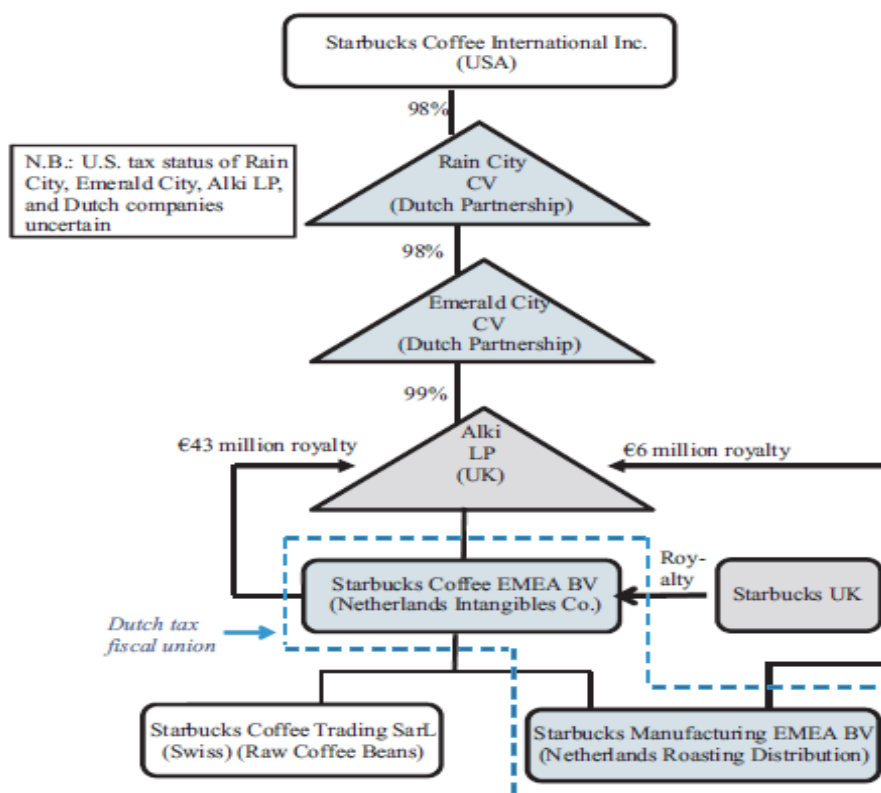 Starbucks Coffee International Inc.
(USA)
98%
N.B.: U.S. tax status of Rain
City, Emerald City, Alki LP,
and Dutch companies
uncertain
Rain City
CV
(Dutch Partnership)
98%
Emerald City
CV
(Dutch Partnership)
99%
€43 million royalty
Alki
LP
(UK)
€6 million royalty
Starbucks Coffee EMEA BV
(Netherlands Intangibles Co.)
Roy-
alty
Starbucks UK
Dutch tax
fiscal union
Starbucks Coffee Trading SarL
(Swiss) (Raw Coffee Beans)
Starbucks Manufacturing EMEA BV
(Netherlands Roasting Distribution)